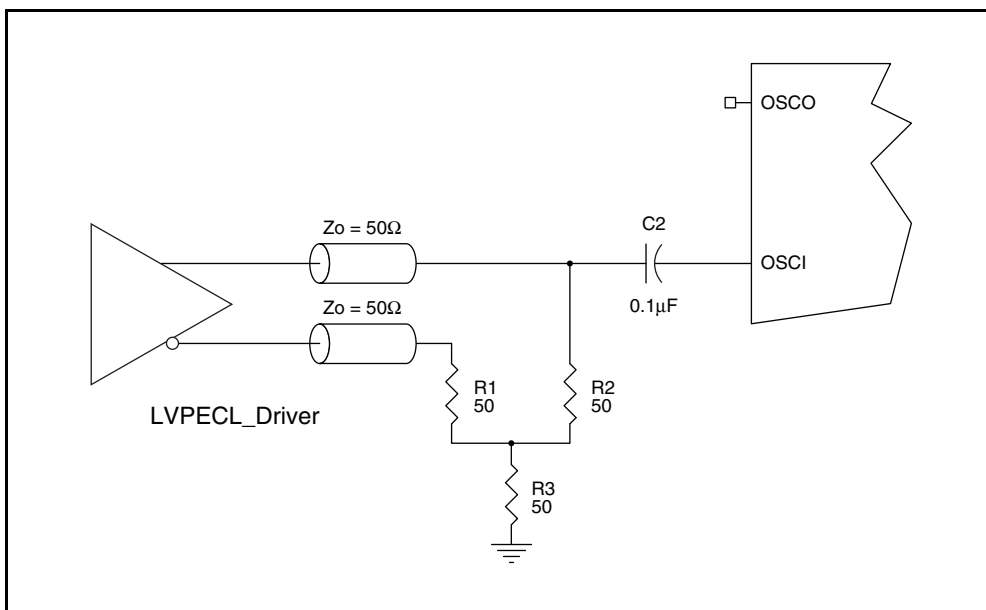 OSCO
Zo = 50Ω
C2
OSCI
0.1µF
Zo = 50Ω
R1
50
R2
50
LVPECL_Driver
R3
50